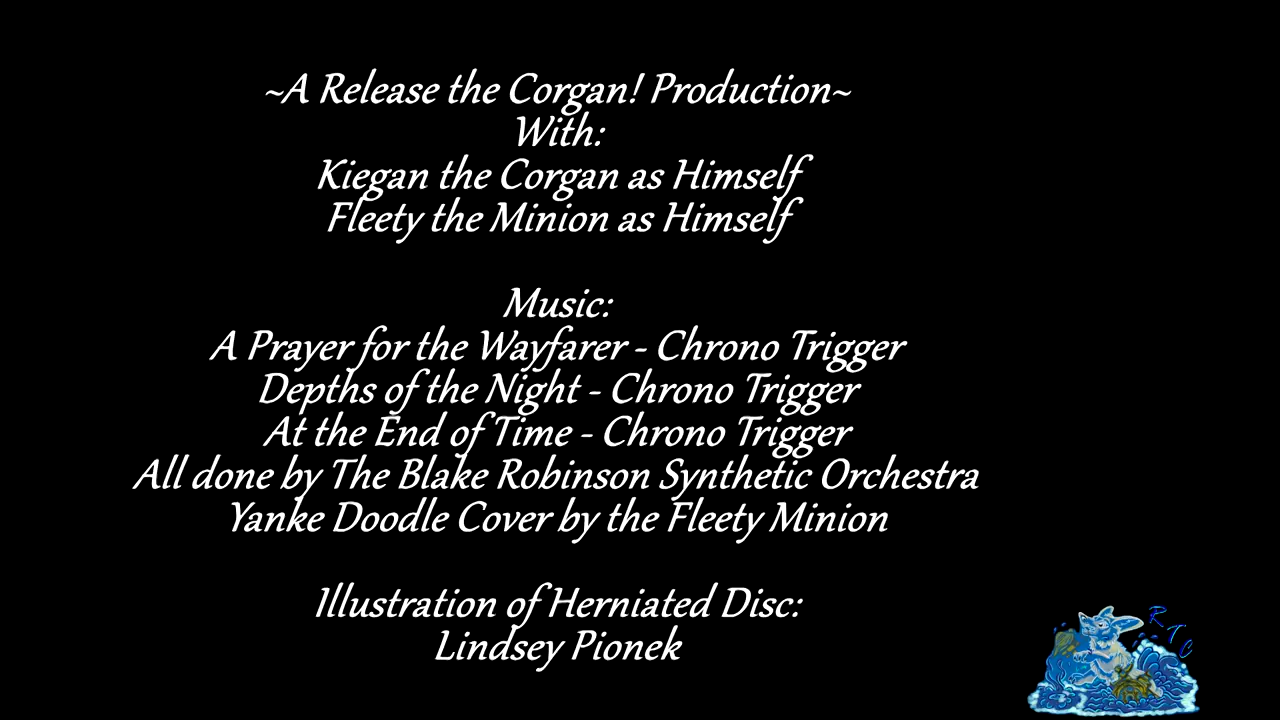 ~A Release the Corgan! Production~
With:
Kiegan the Corgan as Himself
Fleety the Minion as Himself
Music:
A Prayer for the Wayfarer - Chrono Trigger
Depths of the Night - Chrono Trigger
At the End of Time - Chrono Trigger
All done by The Blake Robinson Synthetic Orchestra
Yanke Doodle Cover by the Fleety Minion
Illustration of Herniated Disc:
Lindsey Pionek
R T C